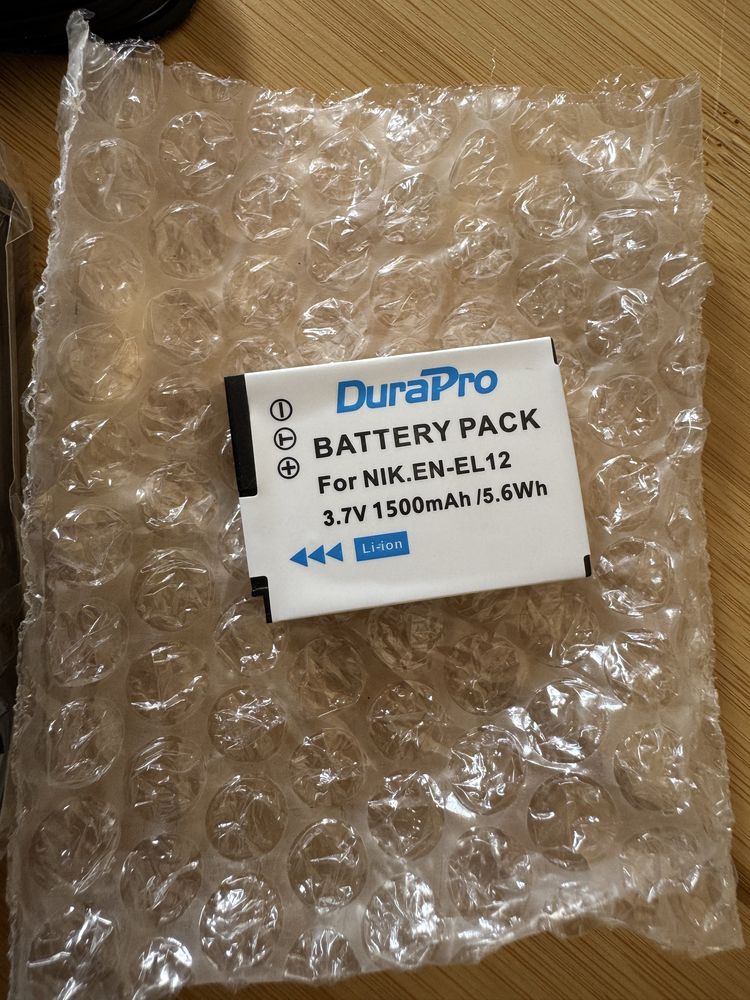 DuraPro
BATTERY PACK
For NIK.EN-EL12
3.7V 1500mAh /5.6Wh
Li-ion